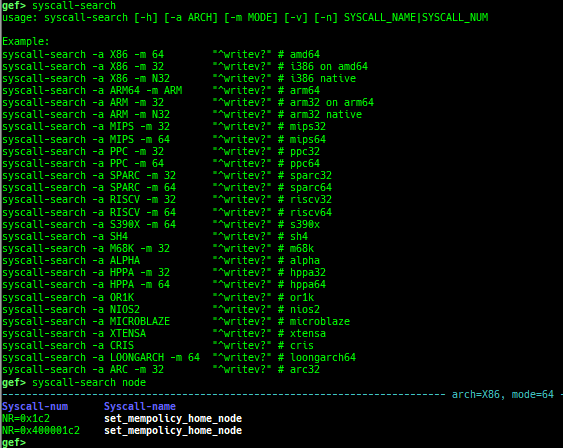 gef> syscall-search
usage: syscall-search [-h] [-a ARCH] [-m MODE] [-v] [-n] SYSCALL_NAME|SYSCALL_NUM

Example:
syscall-search -a X86 -m 64        "^writev?" # amd64
syscall-search -a X86 -m 32        "^writev?" # i386 on amd64
syscall-search -a X86 -m N32       "^writev?" # i386 native
syscall-search -a ARM64 -m ARM     "^writev?" # arm64
syscall-search -a ARM -m 32        "^writev?" # arm32 on arm64
syscall-search -a ARM -m N32       "^writev?" # arm32 native
syscall-search -a MIPS -m 32       "^writev?" # mips32
syscall-search -a MIPS -m 64       "^writev?" # mips64
syscall-search -a PPC -m 32        "^writev?" # ppc32
syscall-search -a PPC -m 64        "^writev?" # ppc64
syscall-search -a SPARC -m 32      "^writev?" # sparc32
syscall-search -a SPARC -m 64      "^writev?" # sparc64
syscall-search -a RISCV -m 32      "^writev?" # riscv32
syscall-search -a RISCV -m 64      "^writev?" # riscv64
syscall-search -a S390X -m 64      "^writev?" # s390x
syscall-search -a SH4              "^writev?" # sh4
syscall-search -a M68K -m 32       "^writev?" # m68k
syscall-search -a ALPHA            "^writev?" # alpha
syscall-search -a HPPA -m 32       "^writev?" # hppa32
syscall-search -a HPPA -m 64       "^writev?" # hppa64
syscall-search -a OR1K             "^writev?" # or1k
syscall-search -a NIOS2            "^writev?" # nios2
syscall-search -a MICROBLAZE       "^writev?" # microblaze
syscall-search -a XTENSA           "^writev?" # xtensa
syscall-search -a CRIS             "^writev?" # cris
syscall-search -a LOONGARCH -m 64  "^writev?" # loongarch64
syscall-search -a ARC -m 32        "^writev?" # arc32
gef> syscall-search node
-------------------------------------------------------------------------- arch=X86, mode=64 -
Syscall-num      Syscall-name
NR=0x1c2         set_mempolicy_home_node
NR=0x400001c2    set_mempolicy_home_node
gef>